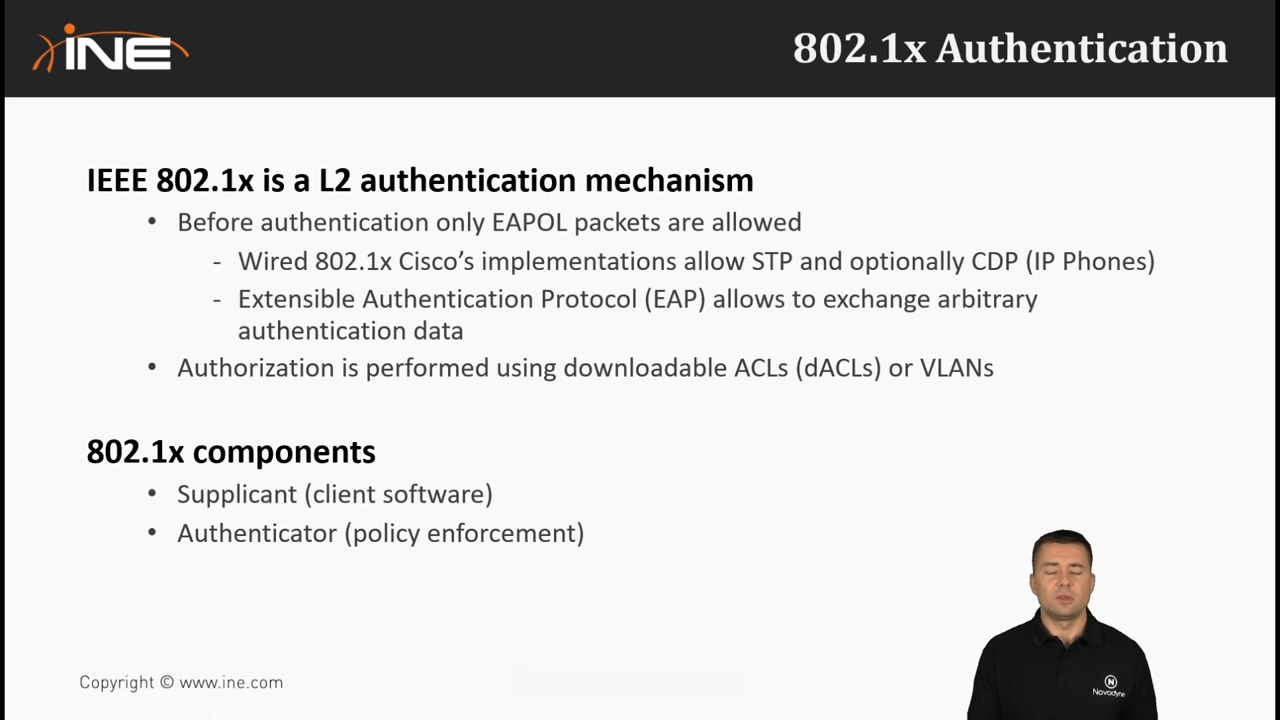 iNE
802.1x Authentication
IEEE 802.1x is a L2 authentication mechanism
• Before authentication only EAPOL packets are allowed
- Wired 802.1x Cisco’s implementations allow STP and optionally CDP (IP Phones)
- Extensible Authentication Protocol (EAP) allows to exchange arbitrary
authentication data
• Authorization is performed using downloadable ACLs (dACLs) or VLANs
802.1x components
• Supplicant (client software)
• Authenticator (policy enforcement)
N
Novodyne
Copyright © www.ine.com